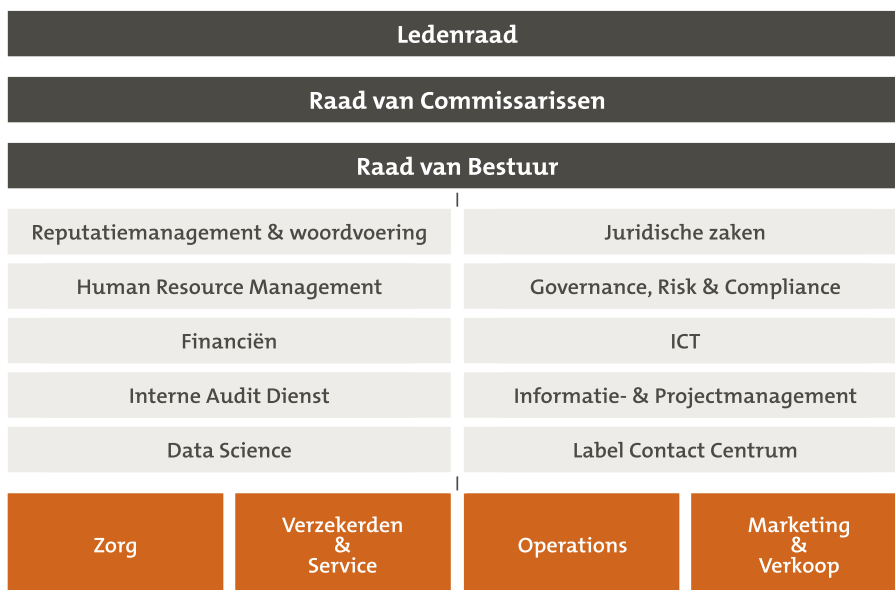 Ledenraad
Raad van Commissarissen
Raad van Bestuur
Reputatiemanagement & woordvoering
Juridische zaken
Human Resource Management
Governance, Risk & Compliance
Financiën
ICT
Interne Audit Dienst
Informatie- & Projectmanagement
Data Science
Label Contact Centrum
Zorg
Verzekerden
&
Service
Operations
Marketing
&
Verkoop